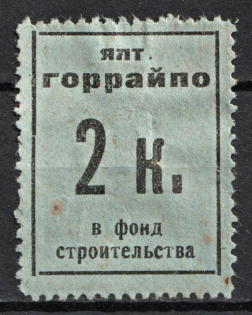 ялт.
горрайпо
2 к.
в фонд
строительства